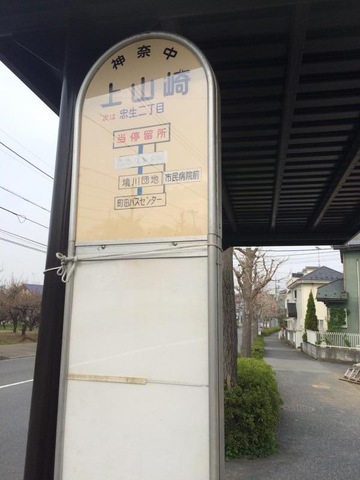 神奈中
上山崎
次は 忠生二丁目
当停留所
境川団地 市民病院前
町田バスセンター